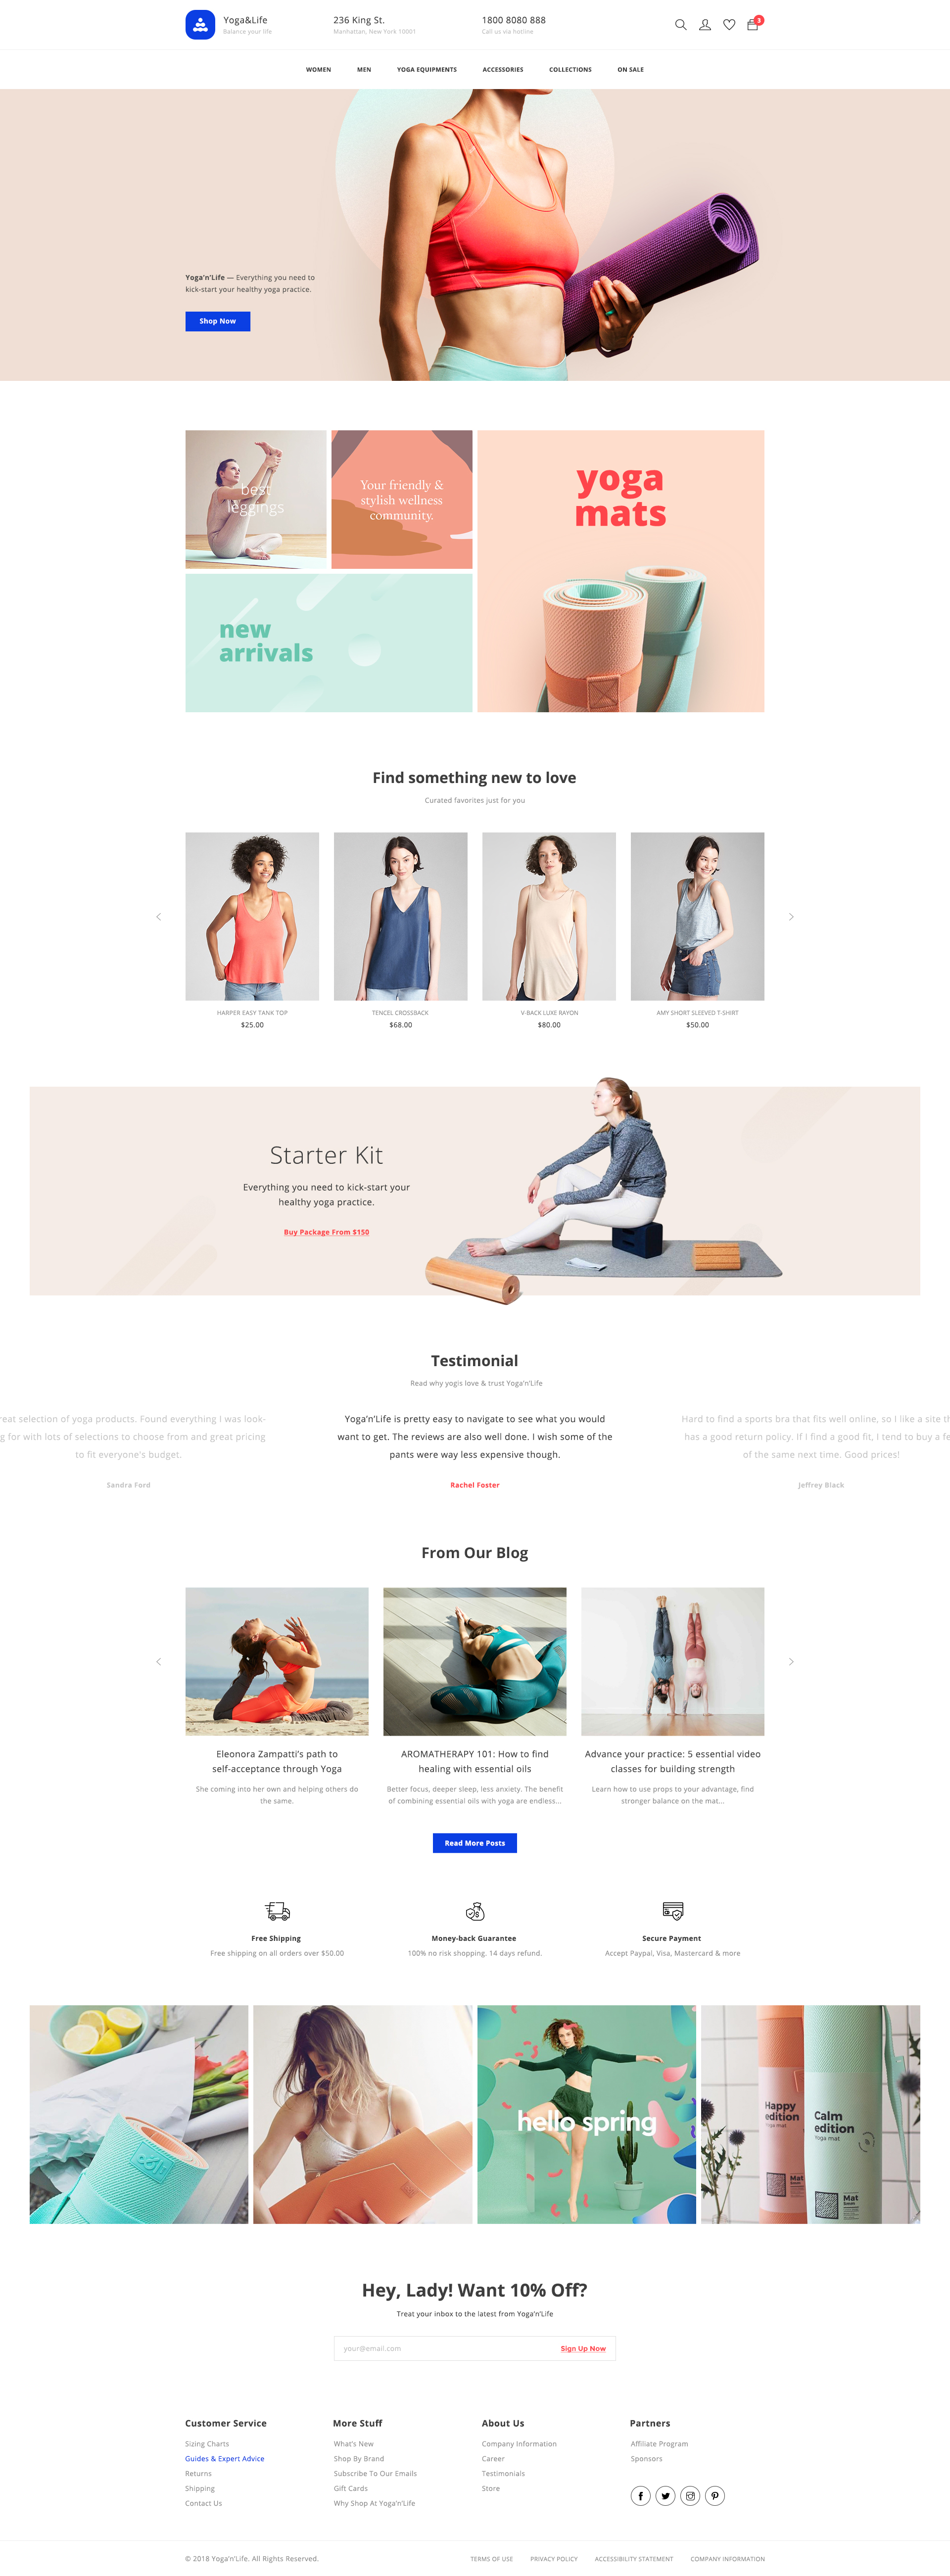 Yoga&Life
Balance your life
236 King St.
Manhattan, New York 10001
1800 8080 888
Call us via hotline
3
WOMEN
MEN
YOGA EQUIPMENTS
ACCESSORIES
COLLECTIONS
ON SALE
Yoga'n'Life — Everything you need to
kick-start your healthy yoga practice.
Shop Now
best
leggings
Your friendly &
stylish wellness
community.
yoga
mats
new
arrivals
Find something new to love
Curated favorites just for you
HARPER EASY TANK TOP
$25.00
TENCEL CROSSBACK
$68.00
V-BACK LUXE RAYON
$80.00
AMY SHORT SLEEVED T-SHIRT
$50.00
Starter Kit
Everything you need to kick-start your
healthy yoga practice.
Buy Package From $150
Testimonial
Read why yogis love & trust Yoga'n'Life
reat selection of yoga products. Found everything I was look-
g for with lots of selections to choose from and great pricing
to fit everyone's budget.
Sandra Ford
Yoga'n'Life is pretty easy to navigate to see what you would
want to get. The reviews are also well done. I wish some of the
pants were way less expensive though.
Rachel Foster
Hard to find a sports bra that fits well online, so I like a site th
has a good return policy. If I find a good fit, I tend to buy a fe
of the same next time. Good prices!
Jeffrey Black
From Our Blog
Eleonora Zampatti's path to
self-acceptance through Yoga
She coming into her own and helping others do
the same.
AROMATHERAPY 101: How to find
healing with essential oils
Better focus, deeper sleep, less anxiety. The benefit
of combining essential oils with yoga are endless...
Advance your practice: 5 essential video
classes for building strength
Learn how to use props to your advantage, find
stronger balance on the mat...
Read More Posts
Free Shipping
Free shipping on all orders over $50.00
Money-back Guarantee
100% no risk shopping. 14 days refund.
Secure Payment
Accept Paypal, Visa, Mastercard & more
hello spring
Happy
edition
Yoga mat
Mat
Calm
edition
Yoga mat
Mat
Hey, Lady! Want 10% Off?
Treat your inbox to the latest from Yoga'n'Life
your@email.com
Sign Up Now
Customer Service
Sizing Charts
Guides & Expert Advice
Returns
Shipping
Contact Us
More Stuff
What's New
Shop By Brand
Subscribe To Our Emails
Gift Cards
Why Shop At Yoga'n'Life
About Us
Company Information
Career
Testimonials
Store
Partners
Affiliate Program
Sponsors
© 2018 Yoga'n'Life. All Rights Reserved.
TERMS OF USE
PRIVACY POLICY
ACCESSIBILITY STATEMENT
COMPANY INFORMATION